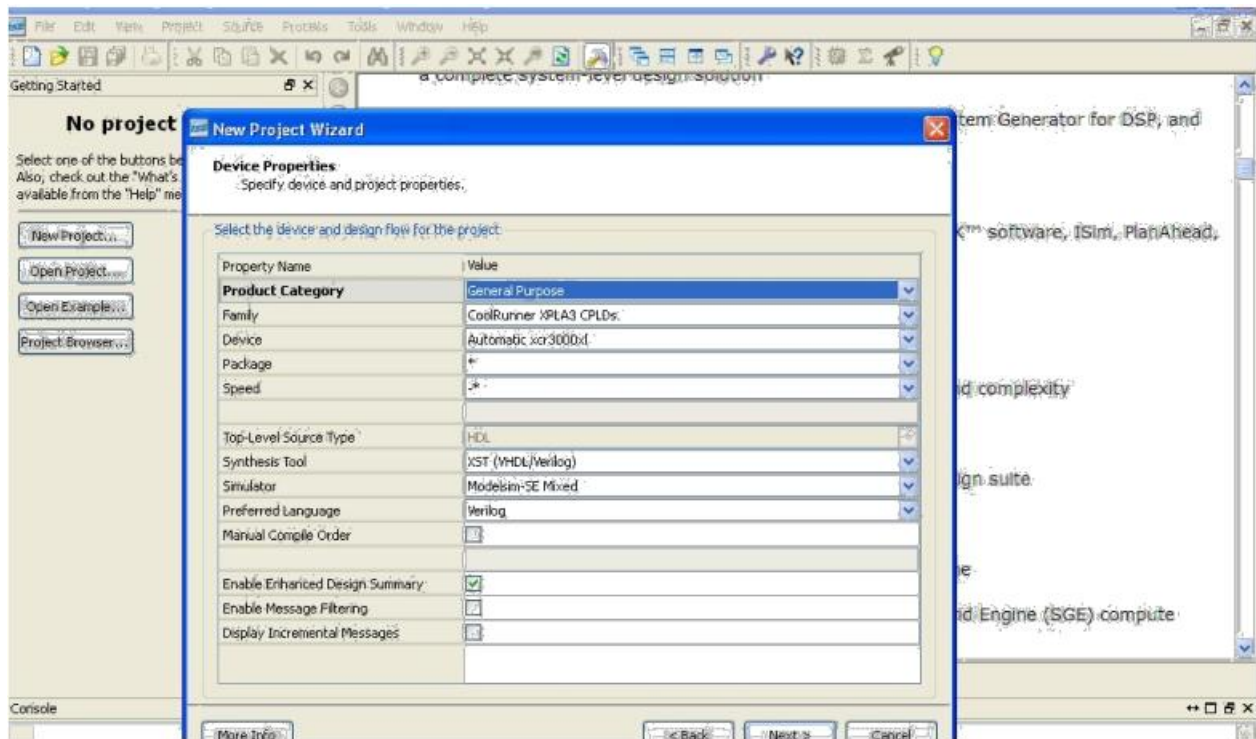 File Edit View Project Source Process Tools Window Help
a complete system-level design solution
Getting Started
No project
tem Generator for DSP, and
Select one of the buttons be
Also, check out the "What's
available from the "Help" me
New Project...
Open Project...
Open Example...
Project Browser...
New Project Wizard
Device Properties
Specify device and project properties.
Select the device and design flow for the project
Property Name Value
Product Category General Purpose
Family CoolRunner XPLA3 CPLDs
Device Automatic xcr3000xl
Package *
Speed *
Top-Level Source Type HDL
Synthesis Tool XST (VHDL/Verilog)
Simulator Modelsim-SE Mixed
Preferred Language Verilog
Manual Compile Order
Enable Enhanced Design Summary
Enable Message Filtering
Display Incremental Messages
More Info < Back Next > Cancel
X™ software, ISim, PlanAhead,
nd complexity
ign suite
id Engine (SGE) compute
Console